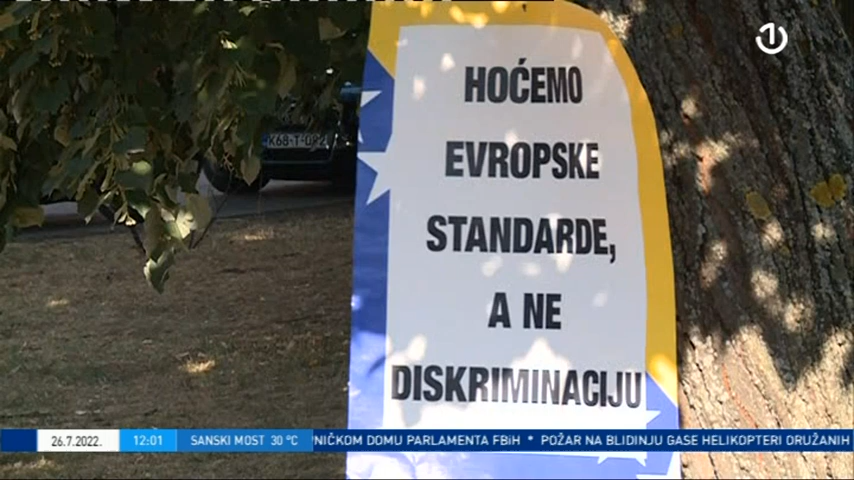 HOĆEMO
EVROPSKE
STANDARDE,
A NE
DISKRIMINACIJU
26.7.2022. 12:01 SANSKI MOST 30 °C NIČKOM DOMU PARLAMENTA FBiH * POŽAR NA BLIDINJU GASE HELIKOPTERI ORUŽANIH